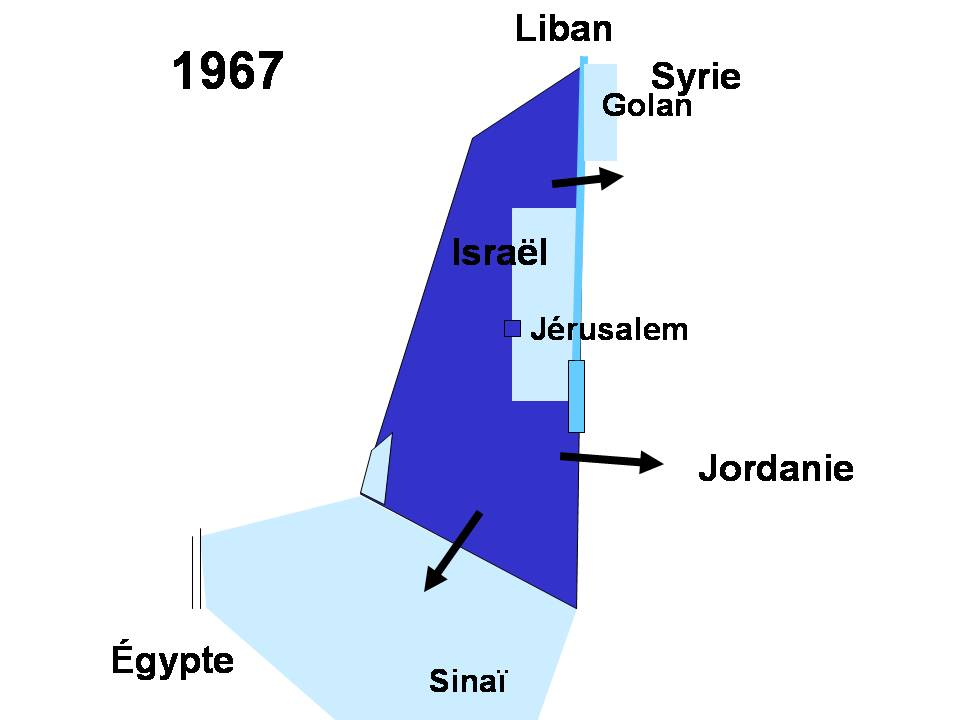 Liban
1967
Syrie
Golan
Israël
Jérusalem
Jordanie
Égypte
Sinaï